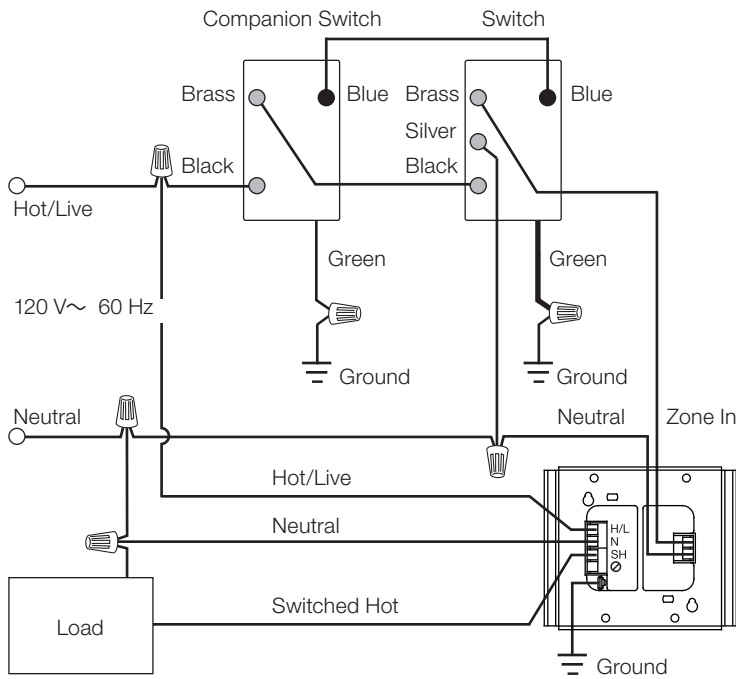 Companion Switch
Switch
Brass
Blue
Brass
Blue
Silver
Black
Black
Hot/Live
Green
Green
120 V~ 60 Hz
Ground
Ground
Neutral
Neutral
Zone In
Hot/Live
H/L
Neutral
N
SH
Switched Hot
Load
Ground